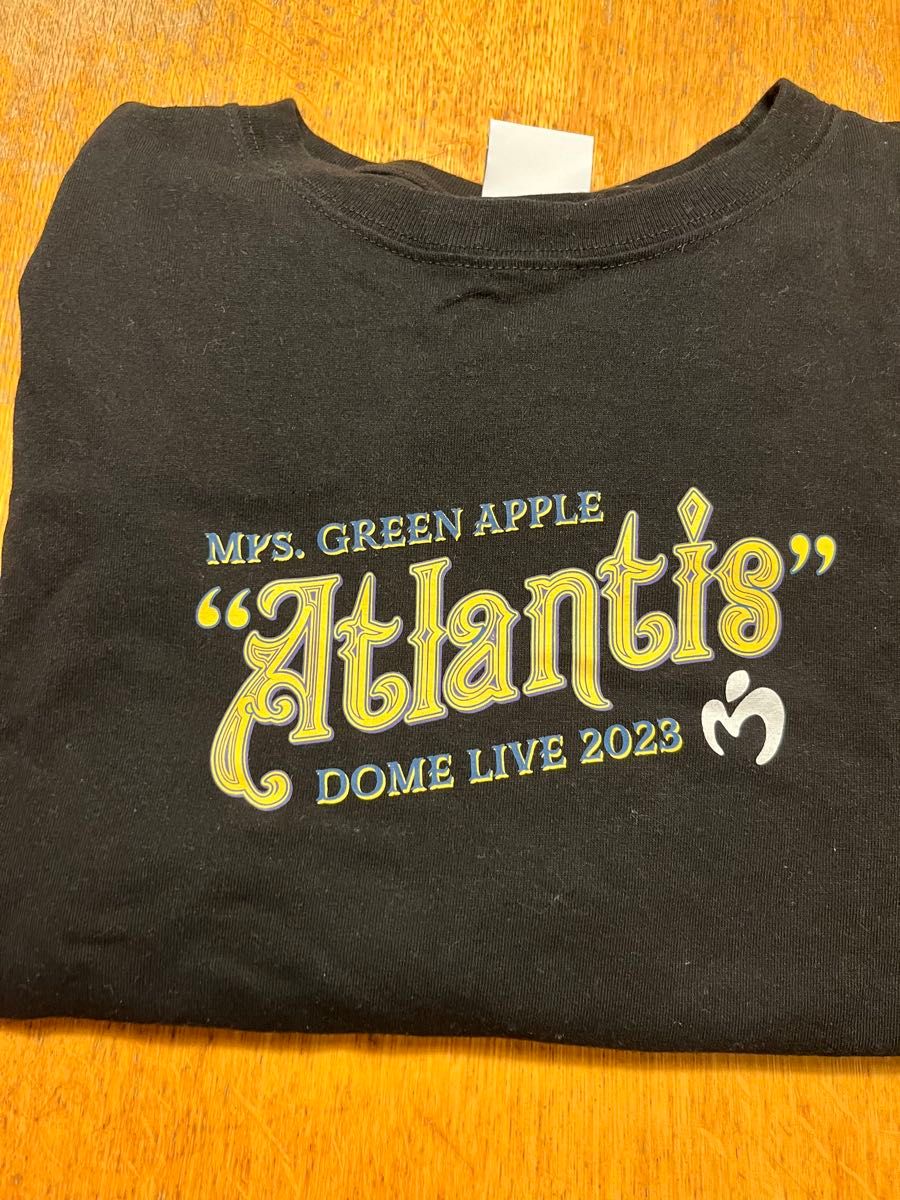 Mrs. GREEN APPLE
“Atlantis”
DOME LIVE 2023